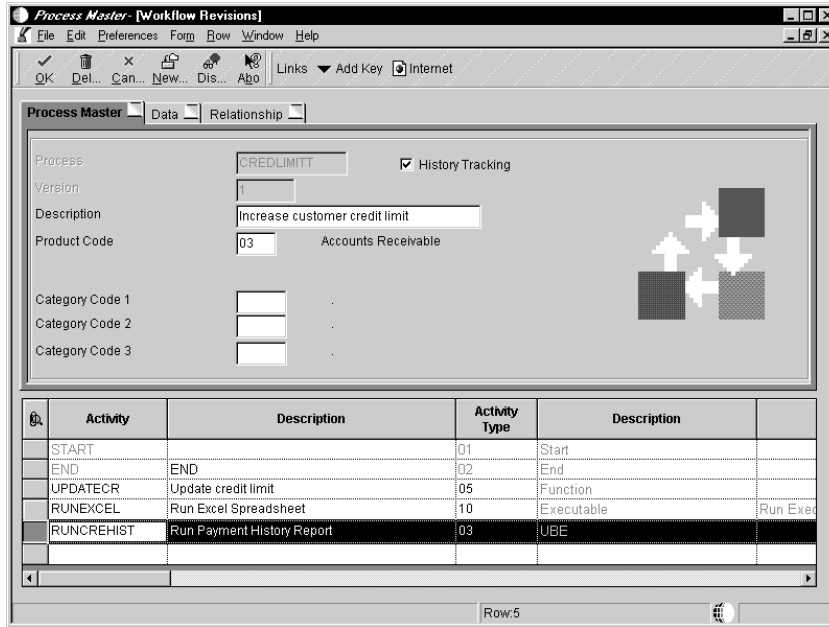 Process Master - [Workflow Revisions]
File Edit Preferences Form Row Window Help
OK Del... Can... New... Dis... Abo Links Add Key Internet
Process Master Data Relationship
Process CREDLIMITT History Tracking
Version 1
Description Increase customer credit limit
Product Code 03 Accounts Receivable
Category Code 1 .
Category Code 2 .
Category Code 3 .
Activity Description Activity Type Description
START 01 Start
END END 02 End
UPDATECR Update credit limit 05 Function
RUNEXCEL Run Excel Spreadsheet 10 Executable Run Exec
RUNCREHIST Run Payment History Report 03 UBE
Row:5